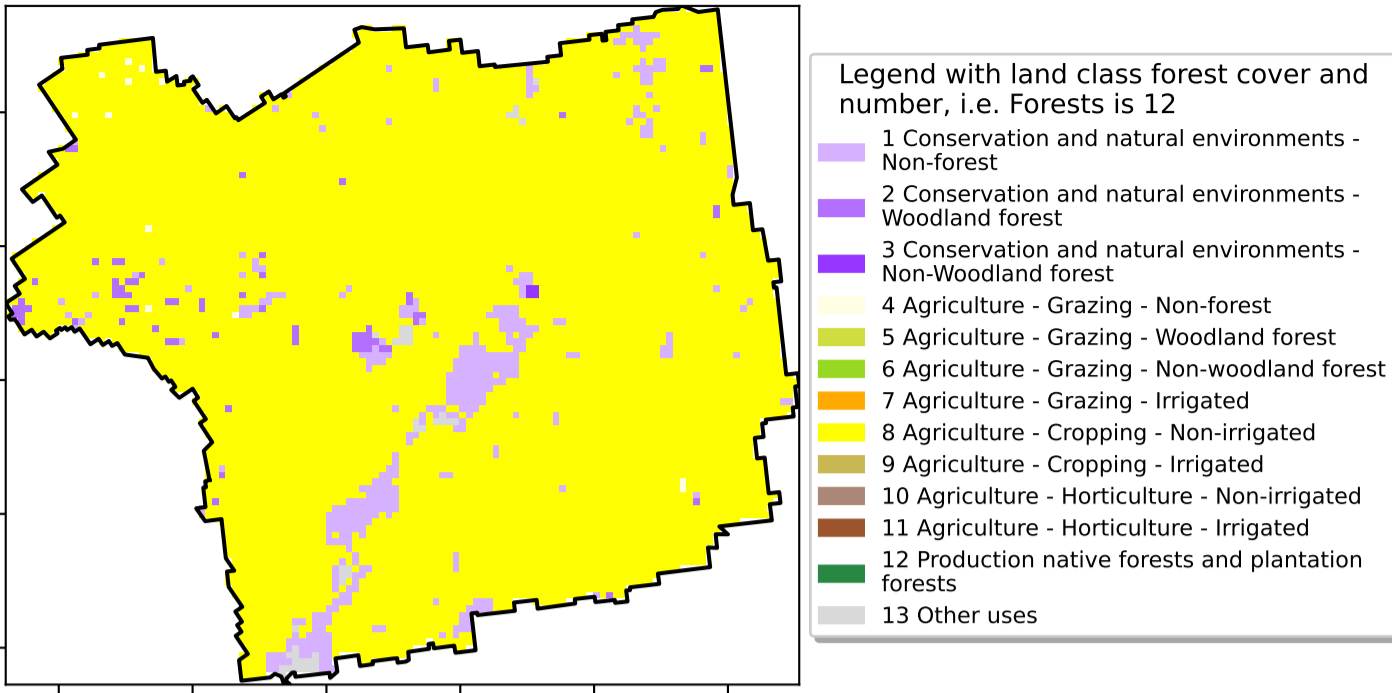 Legend with land class forest cover and
number, i.e. Forests is 12
1 Conservation and natural environments -
Non-forest
2 Conservation and natural environments -
Woodland forest
3 Conservation and natural environments -
Non-Woodland forest
4 Agriculture - Grazing - Non-forest
5 Agriculture - Grazing - Woodland forest
6 Agriculture - Grazing - Non-woodland forest
7 Agriculture - Grazing - Irrigated
8 Agriculture - Cropping - Non-irrigated
9 Agriculture - Cropping - Irrigated
10 Agriculture - Horticulture - Non-irrigated
11 Agriculture - Horticulture - Irrigated
12 Production native forests and plantation
forests
13 Other uses